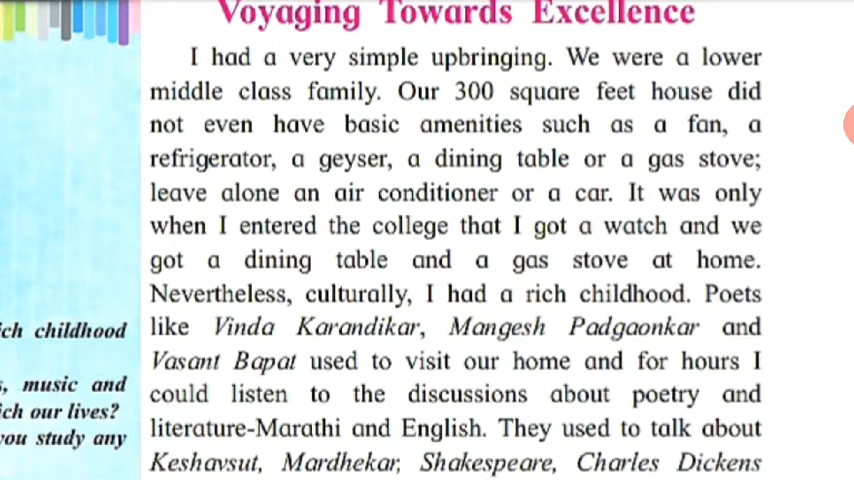 Voyaging Towards Excellence
I had a very simple upbringing. We were a lower
middle class family. Our 300 square feet house did
not even have basic amenities such as a fan, a
refrigerator, a geyser, a dining table or a gas stove;
leave alone an air conditioner or a car. It was only
when I entered the college that I got a watch and we
got a dining table and a gas stove at home.
Nevertheless, culturally, I had a rich childhood. Poets
like Vinda Karandikar, Mangesh Padgaonkar and
Vasant Bapat used to visit our home and for hours I
could listen to the discussions about poetry and
literature-Marathi and English. They used to talk about
Keshavsut, Mardhekar, Shakespeare, Charles Dickens
ch childhood
music and
ch our lives?
you study any